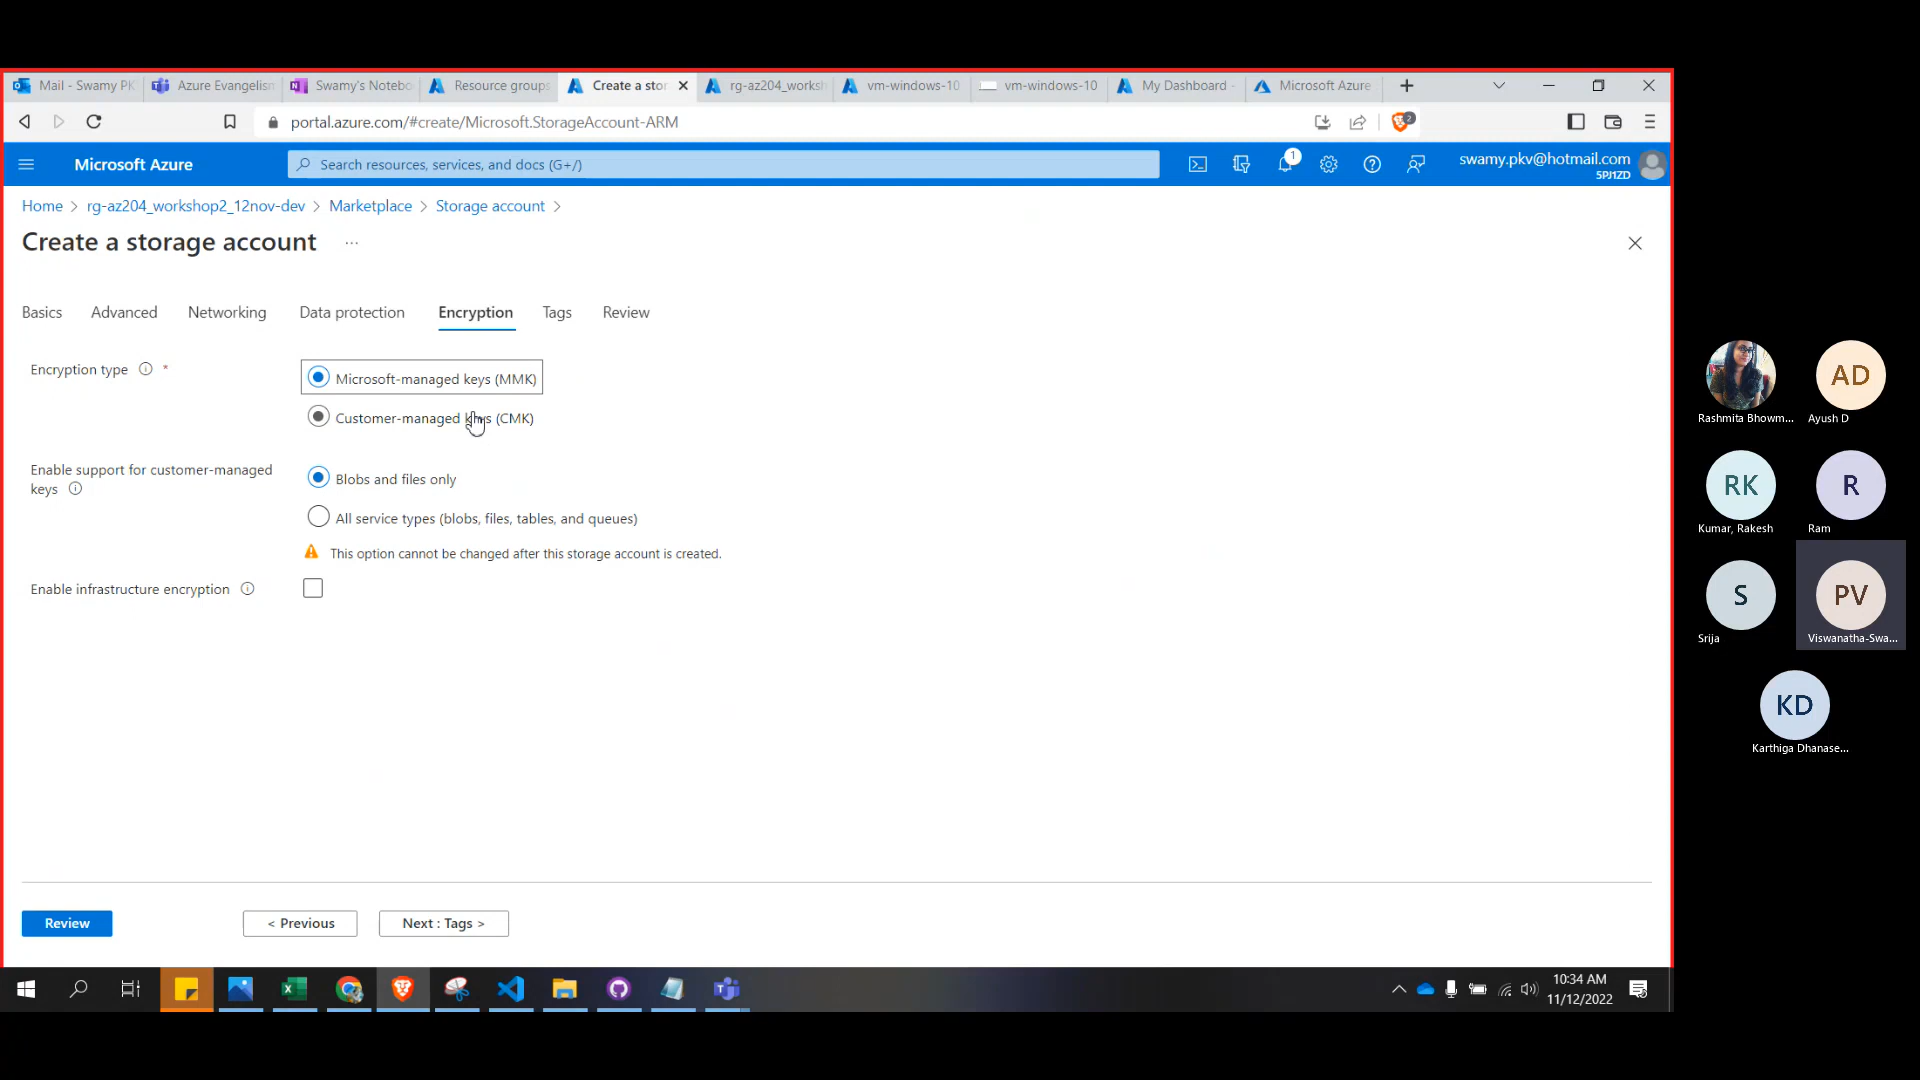 Mail - Swamy PK
Azure Evangelism
Swamy's Notebo
Resource groups
Create a stor
rg-az204_worksh
vm-windows-10
vm-windows-10
My Dashboard -
Microsoft Azure
portal.azure.com/#create/Microsoft.StorageAccount-ARM
2
Microsoft Azure
Search resources, services, and docs (G+/)
1
swamy.pkv@hotmail.com
5PJ1ZD
Home > rg-az204_workshop2_12nov-dev > Marketplace > Storage account >
Create a storage account ...
Basics
Advanced
Networking
Data protection
Encryption
Tags
Review
Encryption type *
Microsoft-managed keys (MMK)
Customer-managed keys (CMK)
Enable support for customer-managed
keys
Blobs and files only
All service types (blobs, files, tables, and queues)
This option cannot be changed after this storage account is created.
Enable infrastructure encryption
Review
< Previous
Next : Tags >
10:34 AM
11/12/2022
Rashmita Bhowm...
AD
Ayush D
RK
Kumar, Rakesh
R
Ram
S
Srija
PV
Viswanatha-Swa...
KD
Karthiga Dhanase...